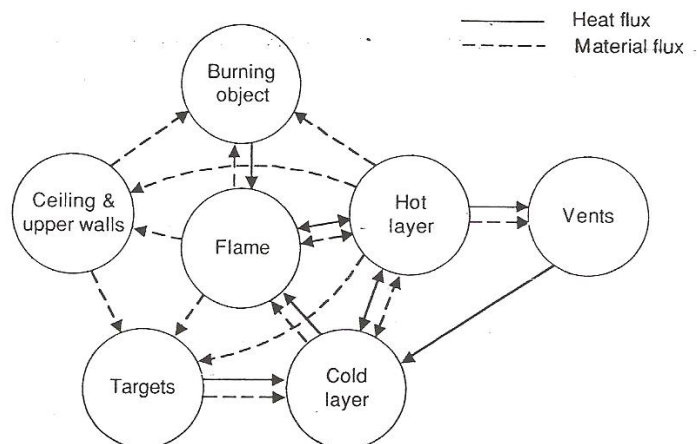 Heat flux
Material flux
Burning
object
Ceiling &
upper walls
Flame
Hot
layer
Vents
Targets
Cold
layer